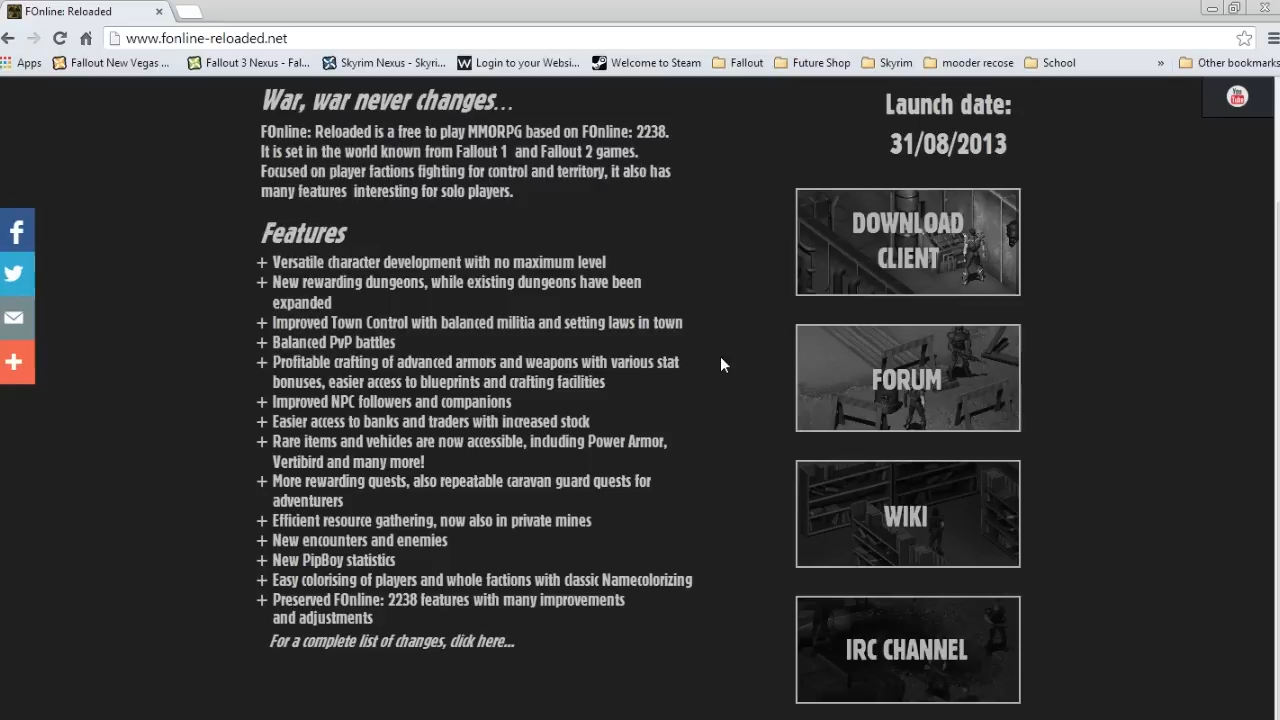 FOnline: Reloaded
www.fonline-reloaded.net
Apps Fallout New Vegas ... Fallout 3 Nexus - Fal... Skyrim Nexus - Skyri... Login to your Websi... Welcome to Steam Fallout Future Shop Skyrim mooder recose School » Other bookmarks
War, war never changes...
FOnline: Reloaded is a free to play MMORPG based on FOnline: 2238.
It is set in the world known from Fallout 1 and Fallout 2 games.
Focused on player factions fighting for control and territory, it also has
many features interesting for solo players.
Features
+ Versatile character development with no maximum level
+ New rewarding dungeons, while existing dungeons have been
expanded
+ Improved Town Control with balanced militia and setting laws in town
+ Balanced PvP battles
+ Profitable crafting of advanced armors and weapons with various stat
bonuses, easier access to blueprints and crafting facilities
+ Improved NPC followers and companions
+ Easier access to banks and traders with increased stock
+ Rare items and vehicles are now accessible, including Power Armor,
Vertibird and many more!
+ More rewarding quests, also repeatable caravan guard quests for
adventurers
+ Efficient resource gathering, now also in private mines
+ New encounters and enemies
+ New PipBoy statistics
+ Easy colorising of players and whole factions with classic Namecolorizing
+ Preserved FOnline: 2238 features with many improvements
and adjustments
For a complete list of changes, click here...
Launch date:
31/08/2013
DOWNLOAD
CLIENT
FORUM
WIKI
IRC CHANNEL
You
Tube